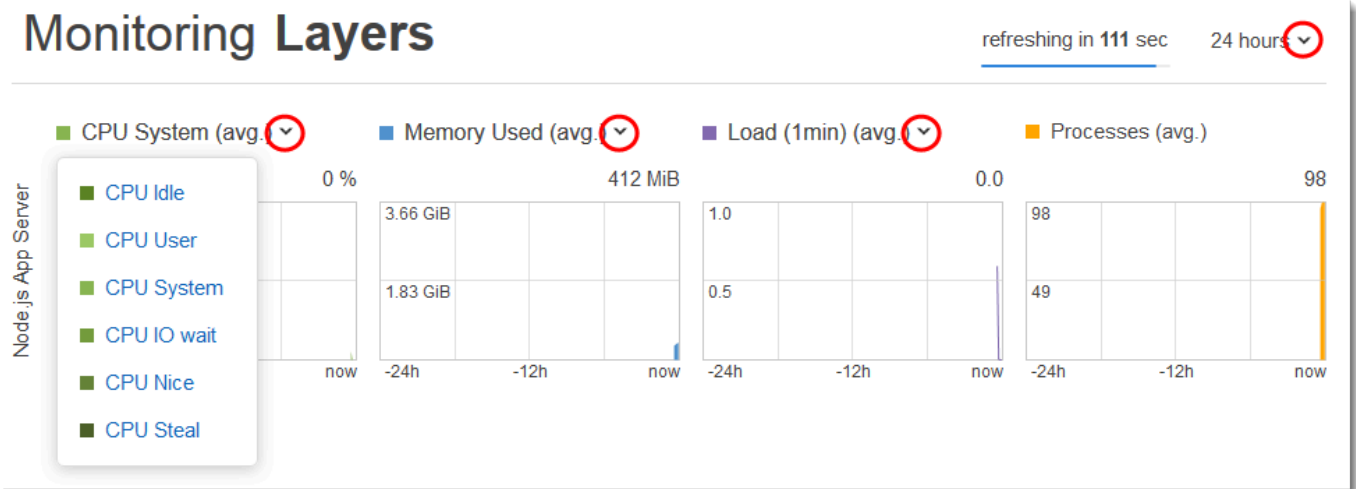 Monitoring Layers
refreshing in 111 sec
24 hours
CPU System (avg.)
Memory Used (avg.)
Load (1min) (avg.)
Processes (avg.)
Node.js App Server
CPU Idle
CPU User
CPU System
CPU IO wait
CPU Nice
CPU Steal
0 %
now
412 MiB
3.66 GiB
1.83 GiB
-24h
-12h
now
0.0
1.0
0.5
-24h
-12h
now
98
98
49
-24h
-12h
now